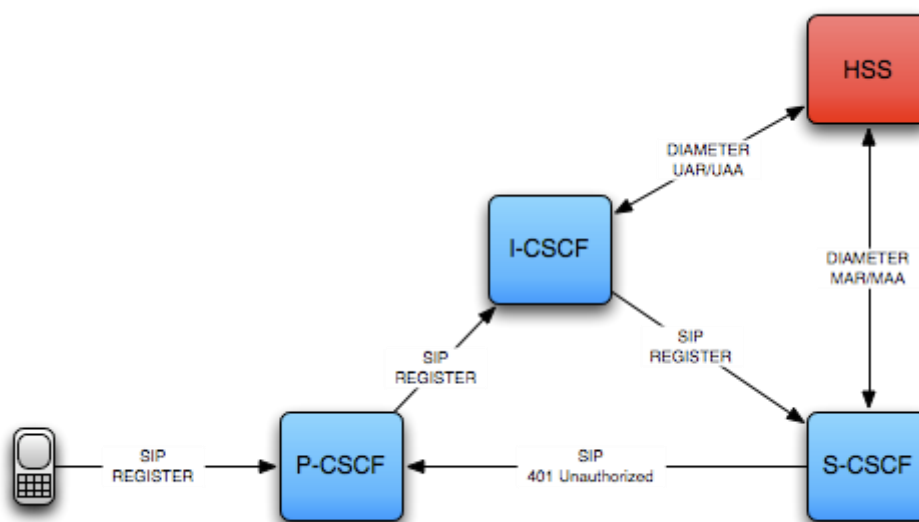 HSS
DIAMETER
UAR/UAA
I-CSCF
DIAMETER
MAR/MAA
SIP
REGISTER
SIP
REGISTER
SIP
REGISTER
P-CSCF
SIP
401 Unauthorized
S-CSCF